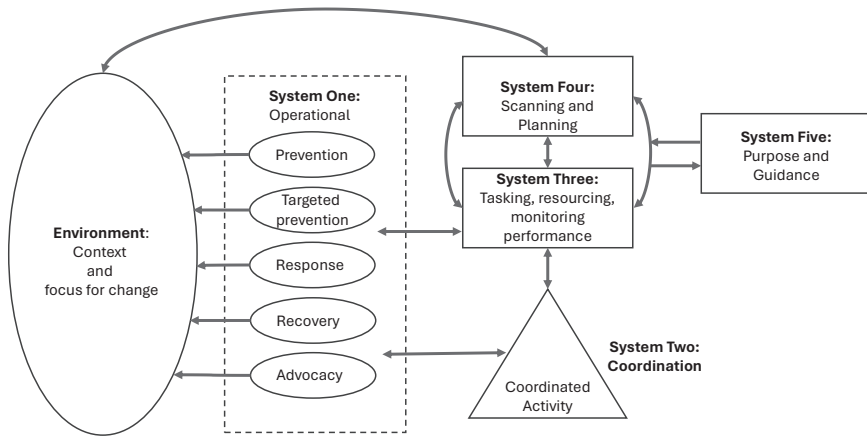 Environment:
Context
and
focus for change
System One:
Operational
Prevention
Targeted
prevention
Response
Recovery
Advocacy
System Four:
Scanning and
Planning
System Three:
Tasking, resourcing,
monitoring
performance
System Five:
Purpose and
Guidance
Coordinated
Activity
System Two:
Coordination